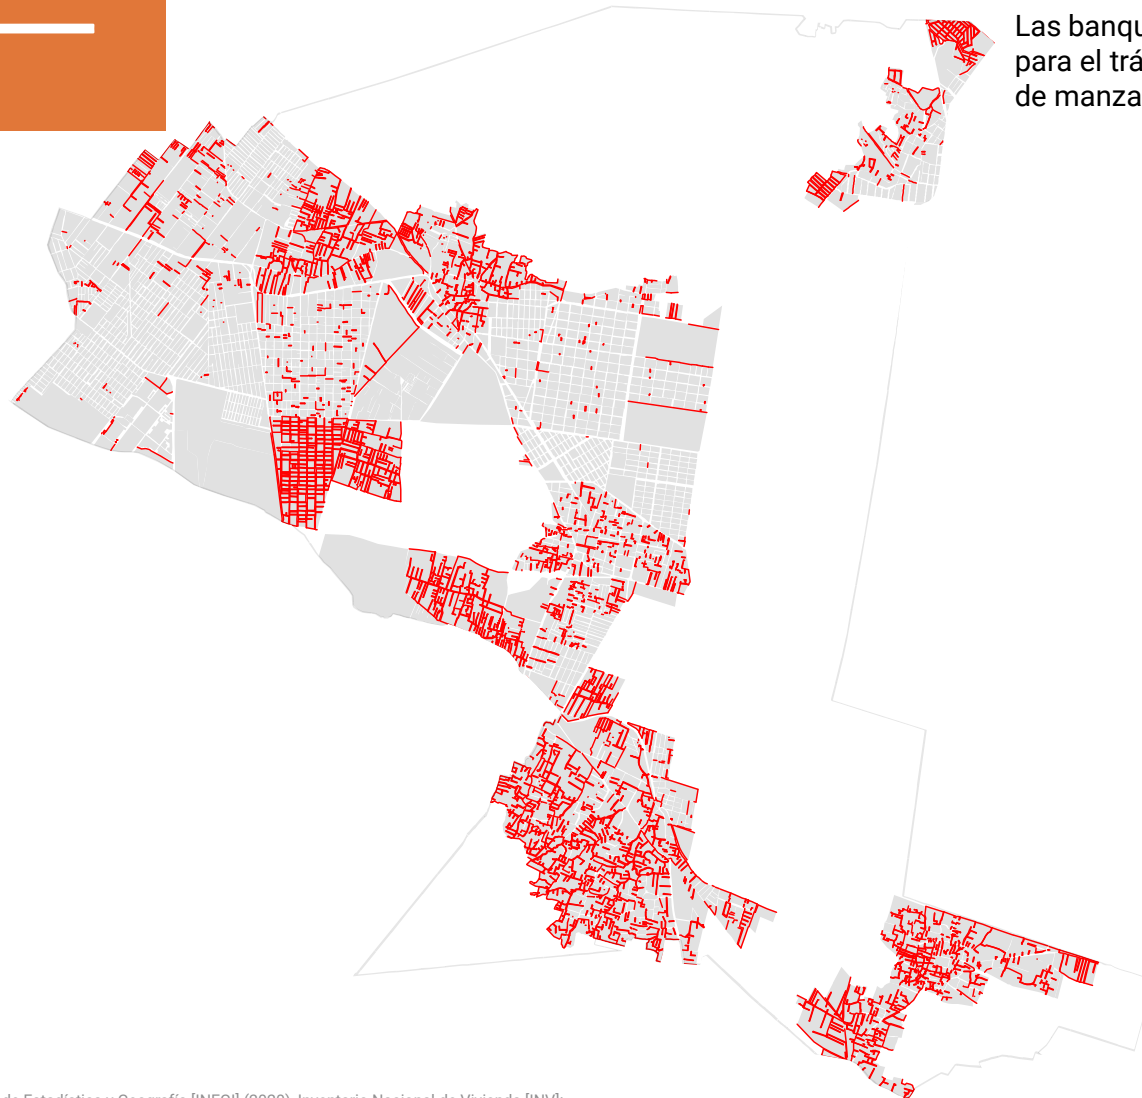 Las banqu
para el trá
de manza
de Estadística y Geografía [INEGI] (2020). Inventario Nacional de Vivienda [INV]: